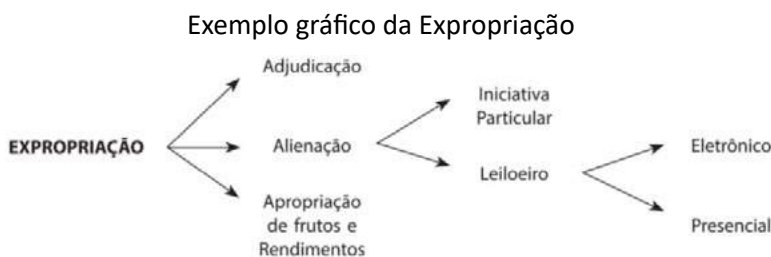 Exemplo gráfico da Expropriação
Adjudicação
Iniciativa
Particular
EXPROPRIAÇÃO
Alienação
Eletrônico
Leiloeiro
Apropriação
de frutos e
Rendimentos
Presencial